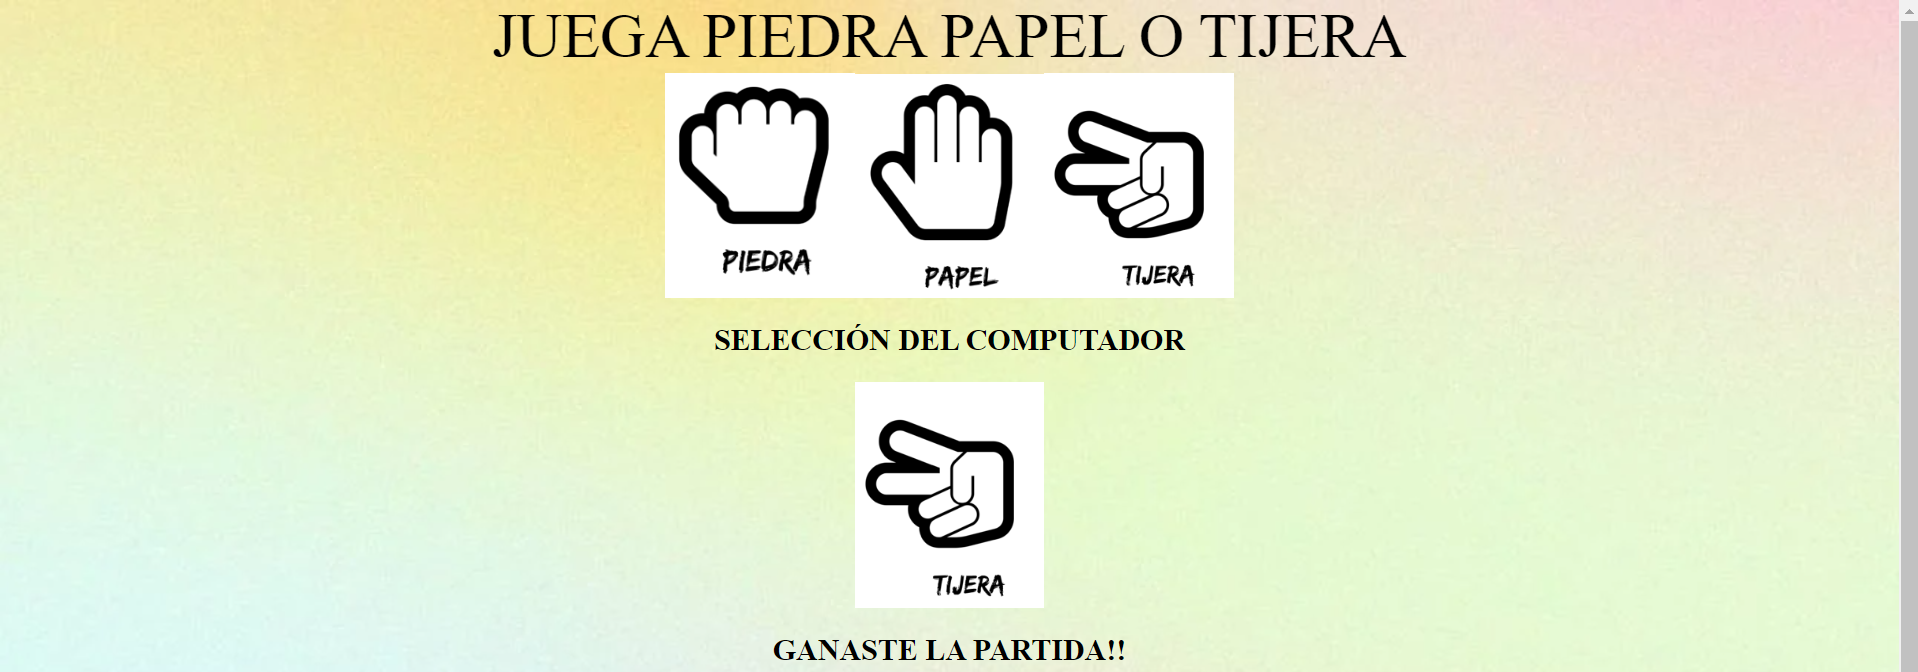 JUEGA PIEDRA PAPEL O TIJERA
PIEDRA
PAPEL
TIJERA
SELECCIÓN DEL COMPUTADOR
TIJERA
GANASTE LA PARTIDA!!